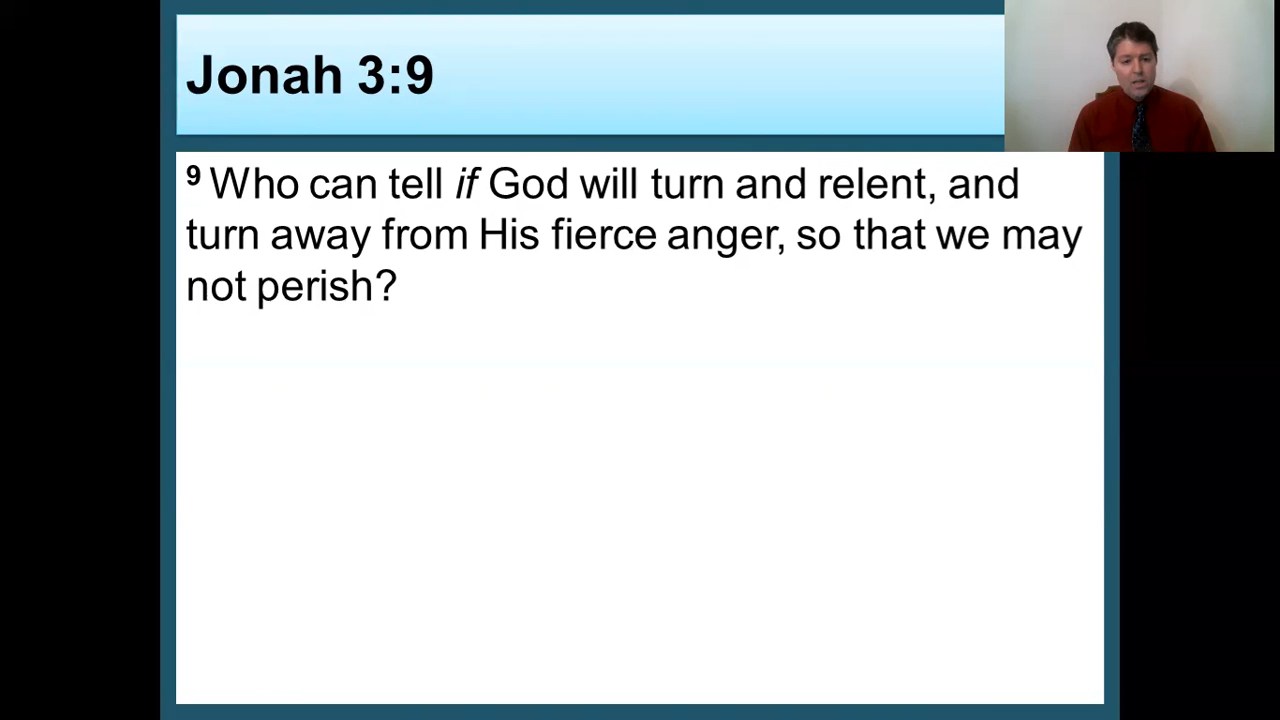 Jonah 3:9
9 Who can tell if God will turn and relent, and
turn away from His fierce anger, so that we may
not perish?